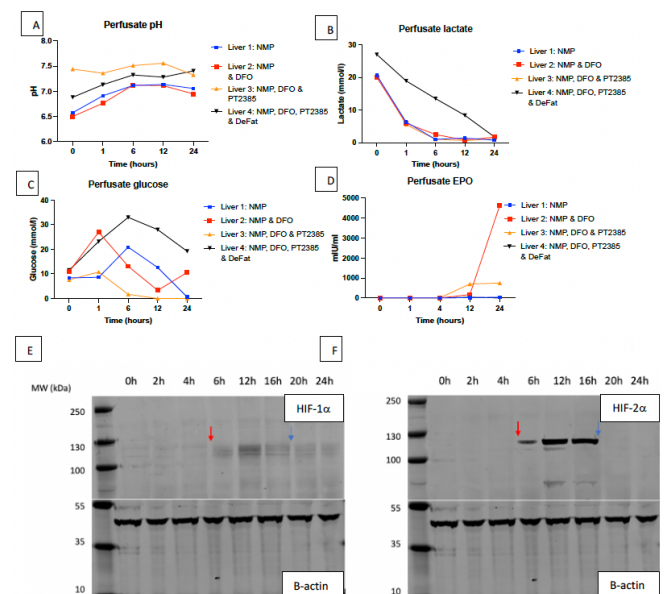 A
Perfusate pH
pH
8.0
7.5
7.0
6.5
6.0
0 1 6 12 24
Time (hours)
Liver 1: NMP
Liver 2: NMP
& DFO
Liver 3: NMP, DFO &
PT2385
Liver 4: NMP, DFO, PT2385
& DeFat
B
Perfusate lactate
Lactate (mmol/l)
30
20
10
0
0 1 6 12 24
Time (hours)
Liver 1: NMP
Liver 2: NMP & DFO
Liver 3: NMP, DFO & PT2385
Liver 4: NMP, DFO, PT2385
& DeFat
C
Perfusate glucose
Glucose (mmol/l)
40
30
20
10
0
0 1 6 12 24
Time (hours)
Liver 1: NMP
Liver 2: NMP & DFO
Liver 3: NMP, DFO & PT2385
Liver 4: NMP, DFO, PT2385
& DeFat
D
Perfusate EPO
mIU/ml
5000
4000
3000
2000
1000
0
0 1 4 12 24
Time (hours)
Liver 1: NMP
Liver 2: NMP & DFO
Liver 3: NMP, DFO & PT2385
Liver 4: NMP, DFO, PT2385
& DeFat
E
MW (kDa)
0h 2h 4h 6h 12h 16h 20h 24h
HIF-1α
250
130
100
55
35
10
B-actin
F
0h 2h 4h 6h 12h 16h 20h 24h
HIF-2α
250
130
100
55
35
10
B-actin